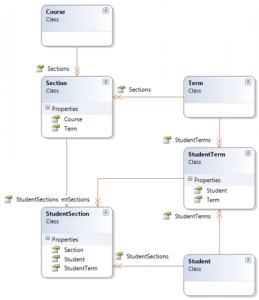 Course
Class
Sections
Section
Class
Properties
Course
Term
Sections
Term
Class
StudentTerms
StudentTerm
Class
Properties
Student
Term
StudentSections
StudentTerms
StudentSection
Class
Properties
Section
Student
StudentTerm
StudentSections
Student
Class